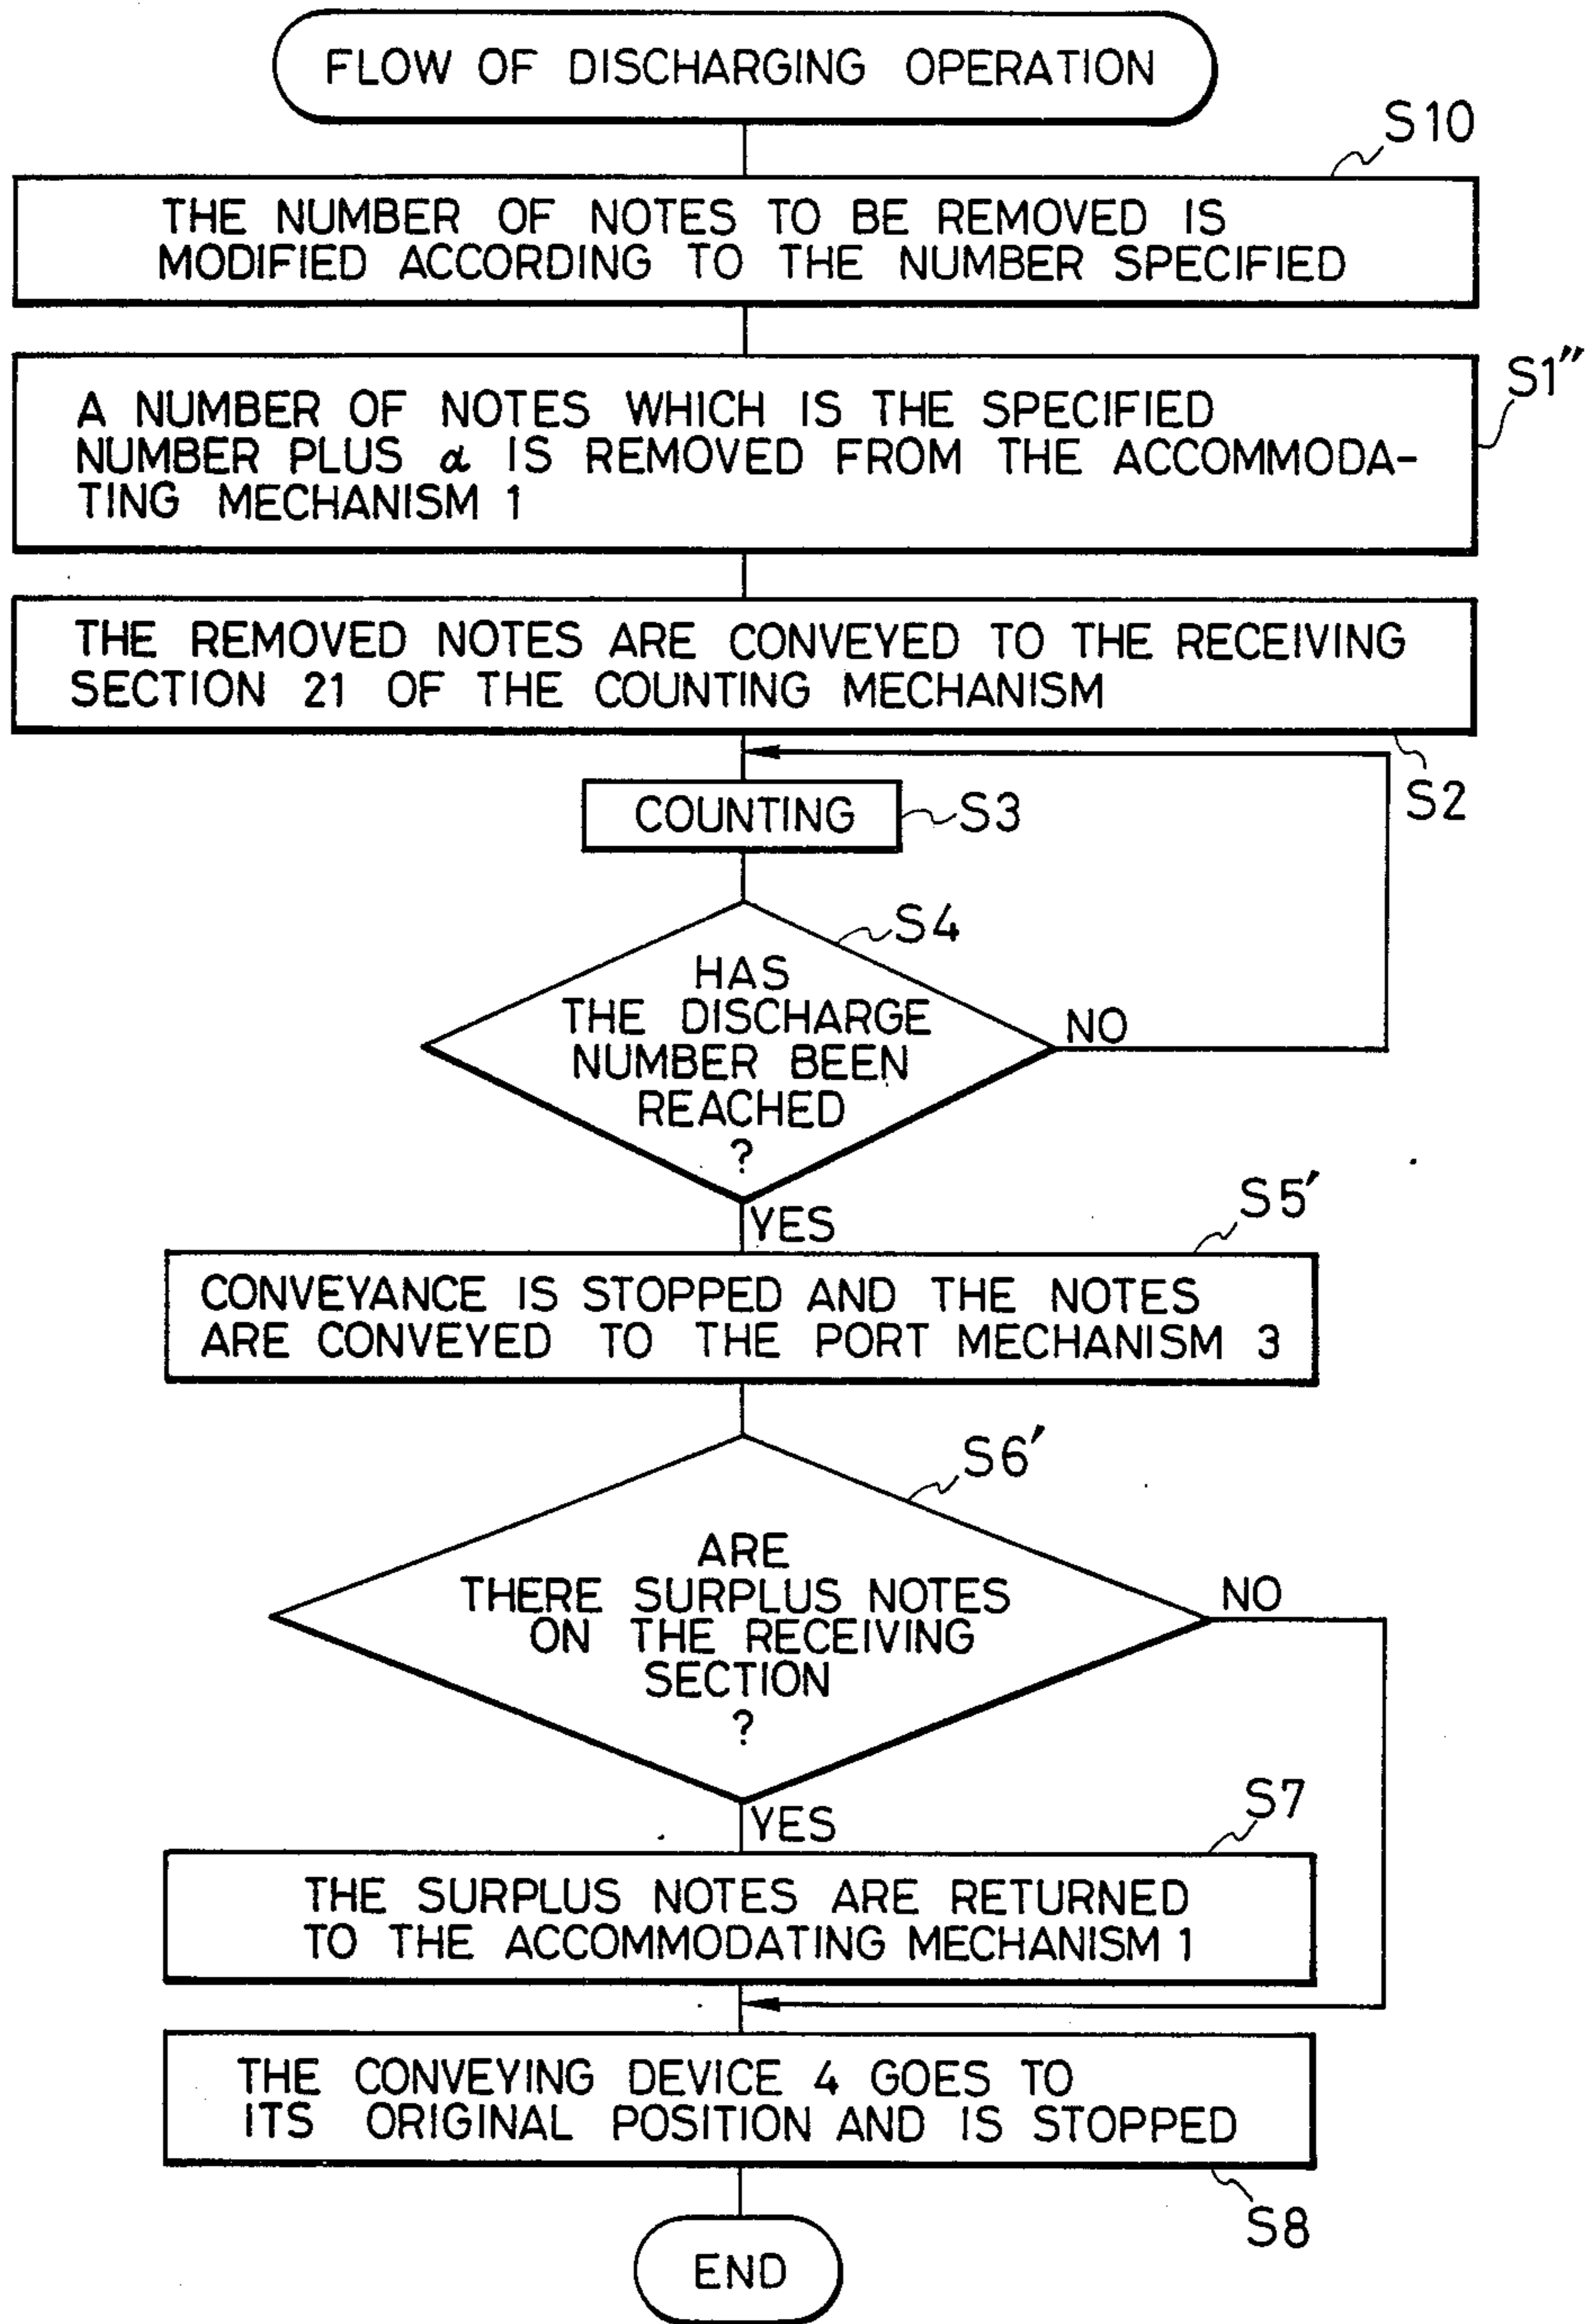 FLOW OF DISCHARGING OPERATION
S10
THE NUMBER OF NOTES TO BE REMOVED IS
MODIFIED ACCORDING TO THE NUMBER SPECIFIED
S1″
A NUMBER OF NOTES WHICH IS THE SPECIFIED
NUMBER PLUS α IS REMOVED FROM THE ACCOMMODA-
TING MECHANISM 1
THE REMOVED NOTES ARE CONVEYED TO THE RECEIVING
SECTION 21 OF THE COUNTING MECHANISM
S2
COUNTING
S3
S4
HAS
THE DISCHARGE
NUMBER BEEN
REACHED
?
NO
YES
S5′
CONVEYANCE IS STOPPED AND THE NOTES
ARE CONVEYED TO THE PORT MECHANISM 3
S6′
ARE
THERE SURPLUS NOTES
ON THE RECEIVING
SECTION
?
NO
YES
S7
THE SURPLUS NOTES ARE RETURNED
TO THE ACCOMMODATING MECHANISM 1
THE CONVEYING DEVICE 4 GOES TO
ITS ORIGINAL POSITION AND IS STOPPED
S8
END